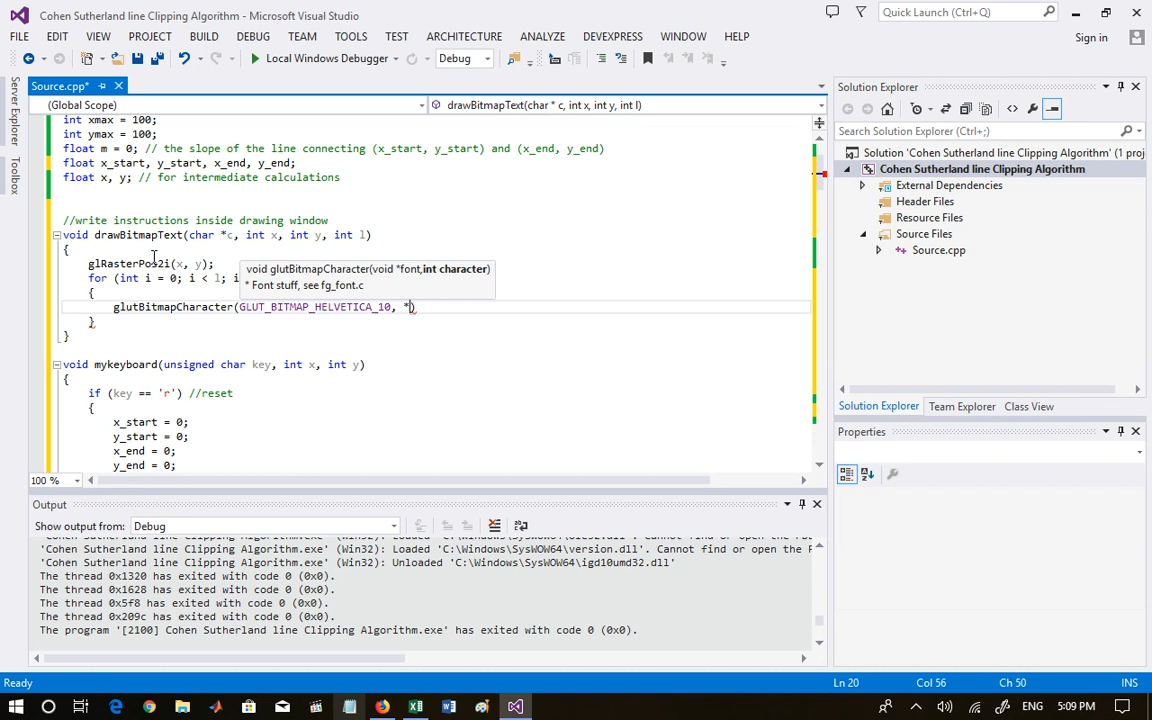 Cohen Sutherland line Clipping Algorithm - Microsoft Visual Studio
Quick Launch (Ctrl+Q)
FILE EDIT VIEW PROJECT BUILD DEBUG TEAM TOOLS TEST ARCHITECTURE ANALYZE DEVEXPRESS WINDOW HELP
Sign in
Local Windows Debugger Debug
Server Explorer
Toolbox
Source.cpp*
(Global Scope) drawBitmapText(char * c, int x, int y, int l)
int xmax = 100;
int ymax = 100;
float m = 0; // the slope of the line connecting (x_start, y_start) and (x_end, y_end)
float x_start, y_start, x_end, y_end;
float x, y; // for intermediate calculations
//write instructions inside drawing window
void drawBitmapText(char *c, int x, int y, int l)
{
glRasterPos2i(x, y);
for (int i = 0; i < l; i
void glutBitmapCharacter(void *font,int character)
* Font stuff, see fg_font.c
{
glutBitmapCharacter(GLUT_BITMAP_HELVETICA_10, *)
}
}
void mykeyboard(unsigned char key, int x, int y)
{
if (key == 'r') //reset
{
x_start = 0;
y_start = 0;
x_end = 0;
y_end = 0;
100 %
Output
Show output from: Debug
'Cohen Sutherland line Clipping Algorithm.exe' (Win32): Loaded 'C:\Windows\SysWOW64\version.dll'. Cannot find or open the P
'Cohen Sutherland line Clipping Algorithm.exe' (Win32): Unloaded 'C:\Windows\SysWOW64\igd10umd32.dll'
The thread 0x1320 has exited with code 0 (0x0).
The thread 0x1628 has exited with code 0 (0x0).
The thread 0x5f8 has exited with code 0 (0x0).
The thread 0x209c has exited with code 0 (0x0).
The program '[2100] Cohen Sutherland line Clipping Algorithm.exe' has exited with code 0 (0x0).
Solution Explorer
Search Solution Explorer (Ctrl+;)
Solution 'Cohen Sutherland line Clipping Algorithm' (1 proj
Cohen Sutherland line Clipping Algorithm
External Dependencies
Header Files
Resource Files
Source Files
Source.cpp
Solution Explorer Team Explorer Class View
Properties
Ready Ln 20 Col 56 Ch 50 INS
ENG 5:09 PM